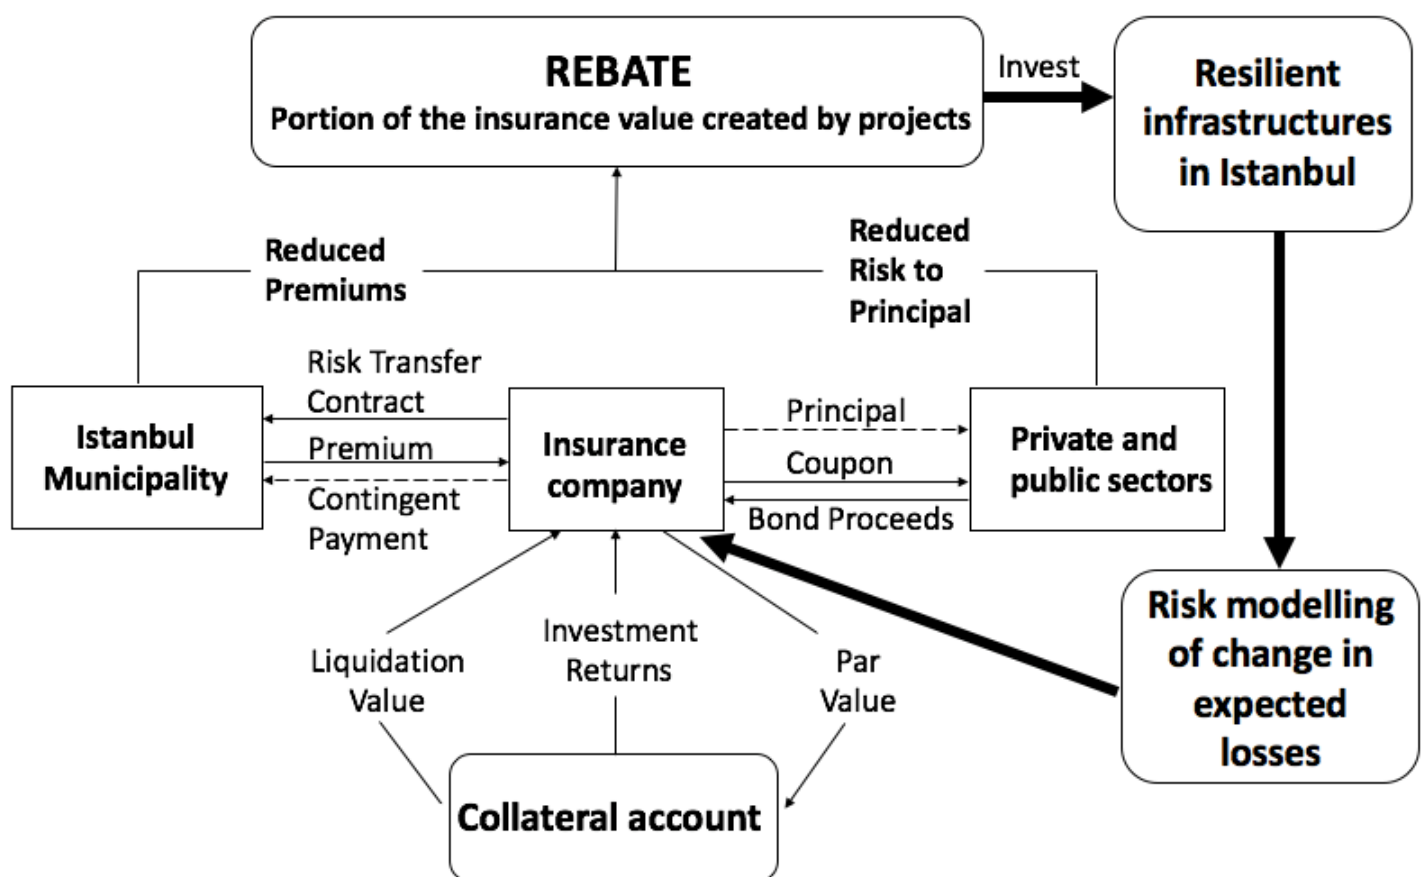 REBATE
Portion of the insurance value created by projects
Invest
Resilient
infrastructures
in Istanbul
Reduced
Premiums
Reduced
Risk to
Principal
Risk Transfer
Contract
Premium
Contingent
Payment
Istanbul
Municipality
Insurance
company
Principal
Coupon
Bond Proceeds
Private and
public sectors
Liquidation
Value
Investment
Returns
Par
Value
Risk modelling
of change in
expected
losses
Collateral account